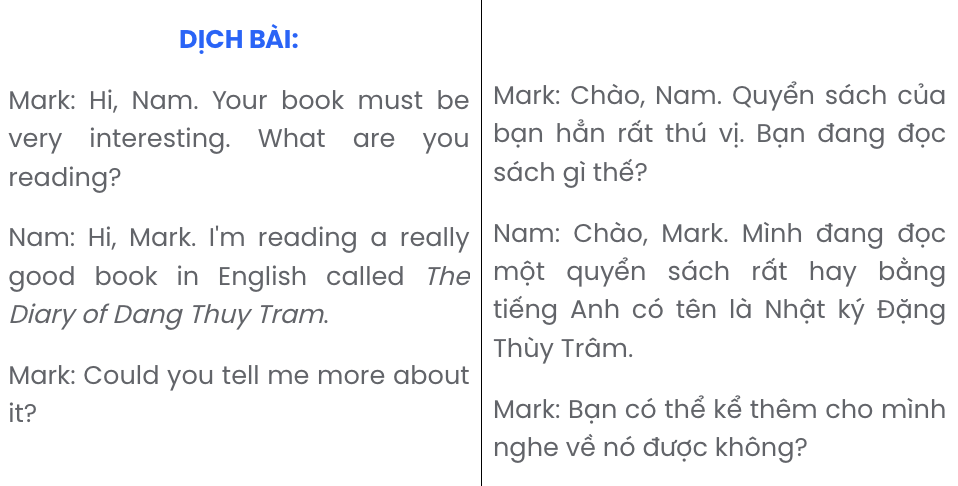 DỊCH BÀI:
Mark: Hi, Nam. Your book must be
very interesting. What are you
reading?
Nam: Hi, Mark. I'm reading a really
good book in English called The
Diary of Dang Thuy Tram.
Mark: Could you tell me more about
it?
Mark: Chào, Nam. Quyển sách của
bạn hẳn rất thú vị. Bạn đang đọc
sách gì thế?
Nam: Chào, Mark. Mình đang đọc
một quyển sách rất hay bằng
tiếng Anh có tên là Nhật ký Đặng
Thùy Trâm.
Mark: Bạn có thể kể thêm cho mình
nghe về nó được không?